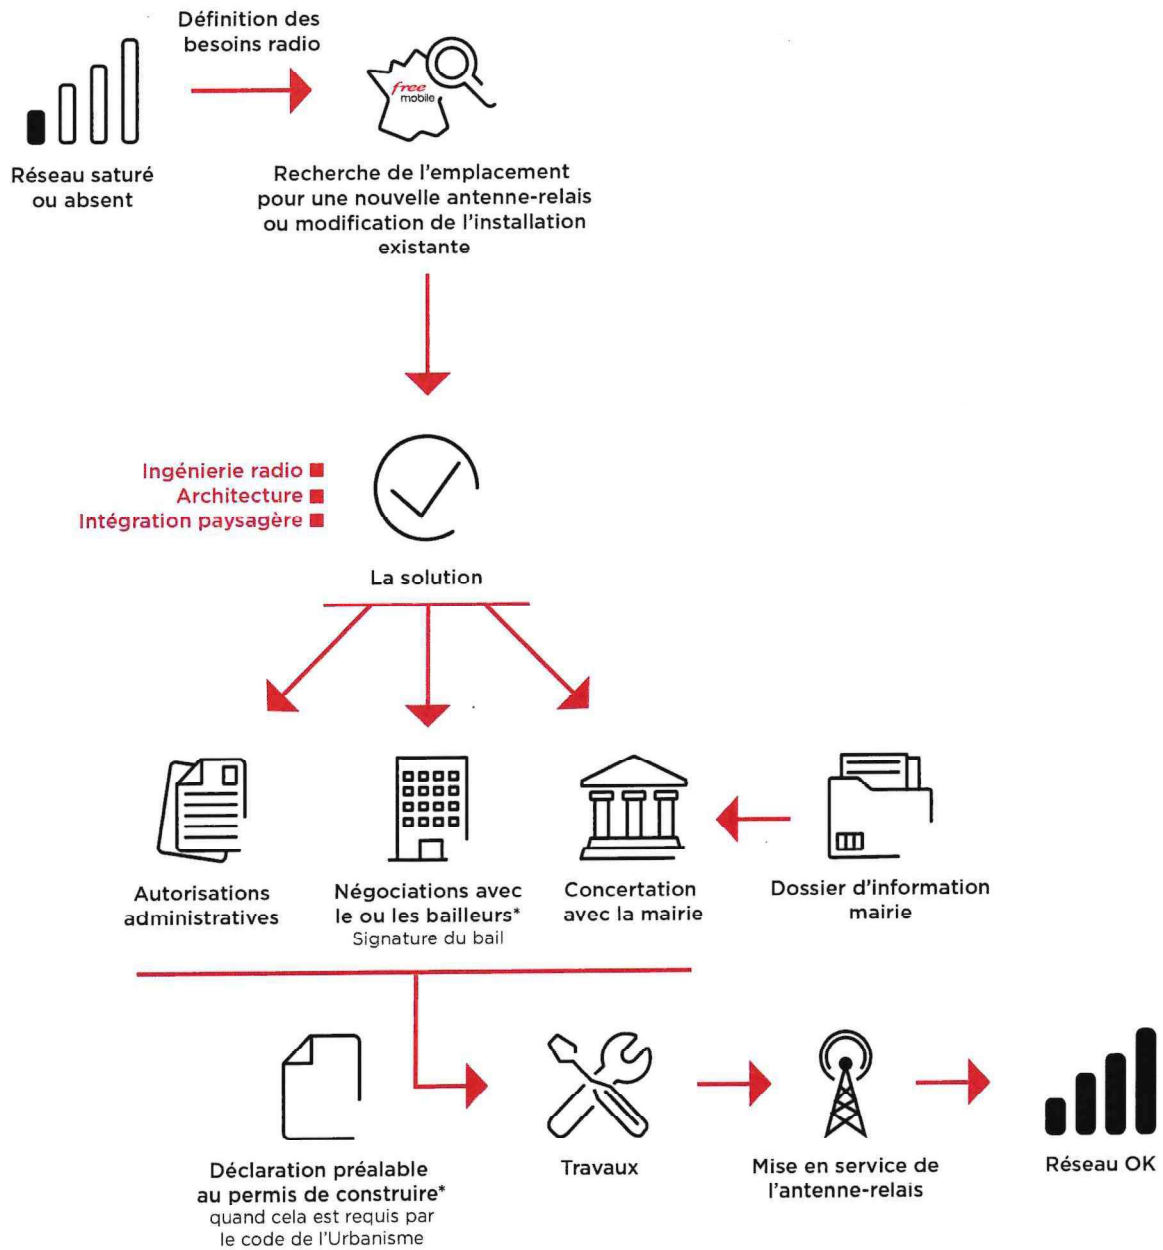 Définition des
besoins radio
free
mobile
Réseau saturé
ou absent
Recherche de l'emplacement
pour une nouvelle antenne-relais
ou modification de l'installation
existante
Ingénierie radio
Architecture
Intégration paysagère
La solution
Autorisations
administratives
Négociations avec
le ou les bailleurs*
Signature du bail
Concertation
avec la mairie
Dossier d'information
mairie
Déclaration préalable
au permis de construire*
quand cela est requis par
le code de l'Urbanisme
Travaux
Mise en service de
l'antenne-relais
Réseau OK